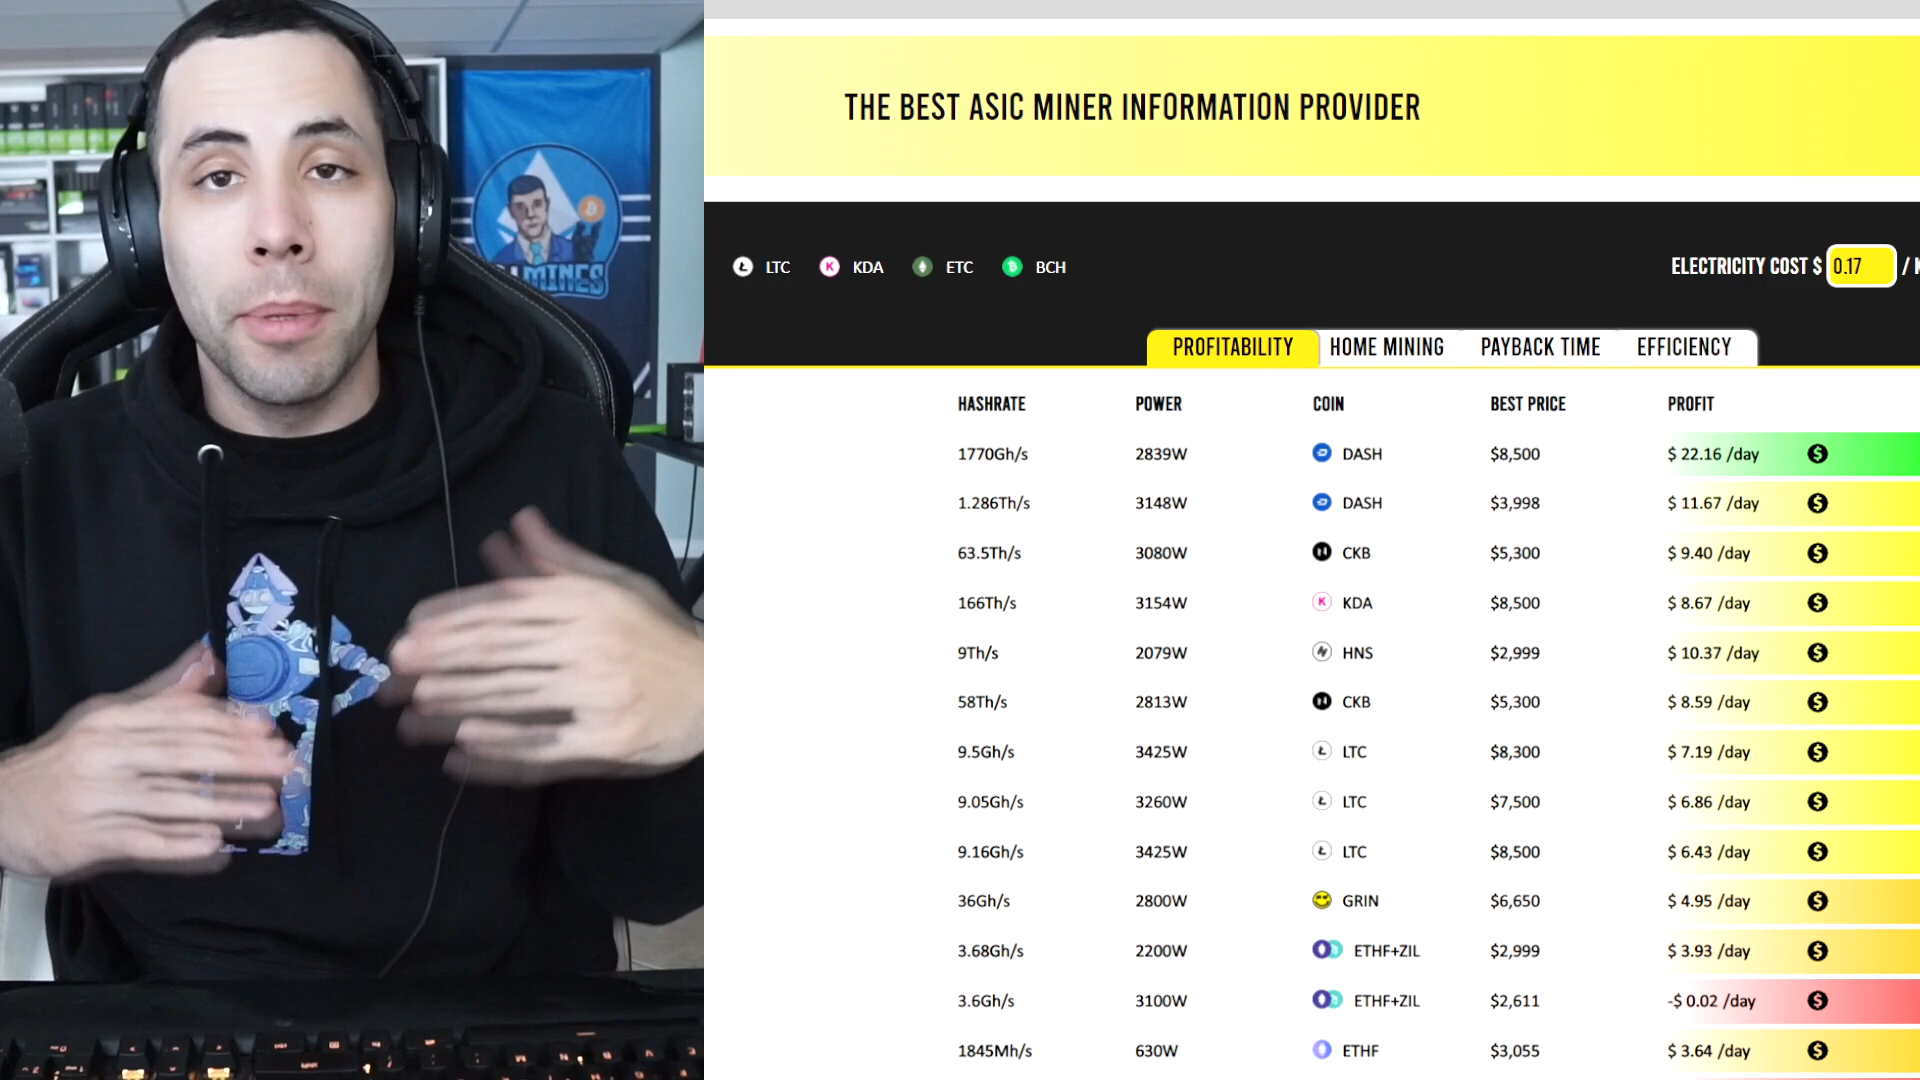 MINES
THE BEST ASIC MINER INFORMATION PROVIDER
LTC KDA ETC BCH
ELECTRICITY COST $ 0.17 /
PROFITABILITY HOME MINING PAYBACK TIME EFFICIENCY
HASHRATE POWER COIN BEST PRICE PROFIT
1770Gh/s 2839W DASH $8,500 $ 22.16 /day
1.286Th/s 3148W DASH $3,998 $ 11.67 /day
63.5Th/s 3080W CKB $5,300 $ 9.40 /day
166Th/s 3154W KDA $8,500 $ 8.67 /day
9Th/s 2079W HNS $2,999 $ 10.37 /day
58Th/s 2813W CKB $5,300 $ 8.59 /day
9.5Gh/s 3425W LTC $8,300 $ 7.19 /day
9.05Gh/s 3260W LTC $7,500 $ 6.86 /day
9.16Gh/s 3425W LTC $8,500 $ 6.43 /day
36Gh/s 2800W GRIN $6,650 $ 4.95 /day
3.68Gh/s 2200W ETHF+ZIL $2,999 $ 3.93 /day
3.6Gh/s 3100W ETHF+ZIL $2,611 -$ 0.02 /day
1845Mh/s 630W ETHF $3,055 $ 3.64 /day